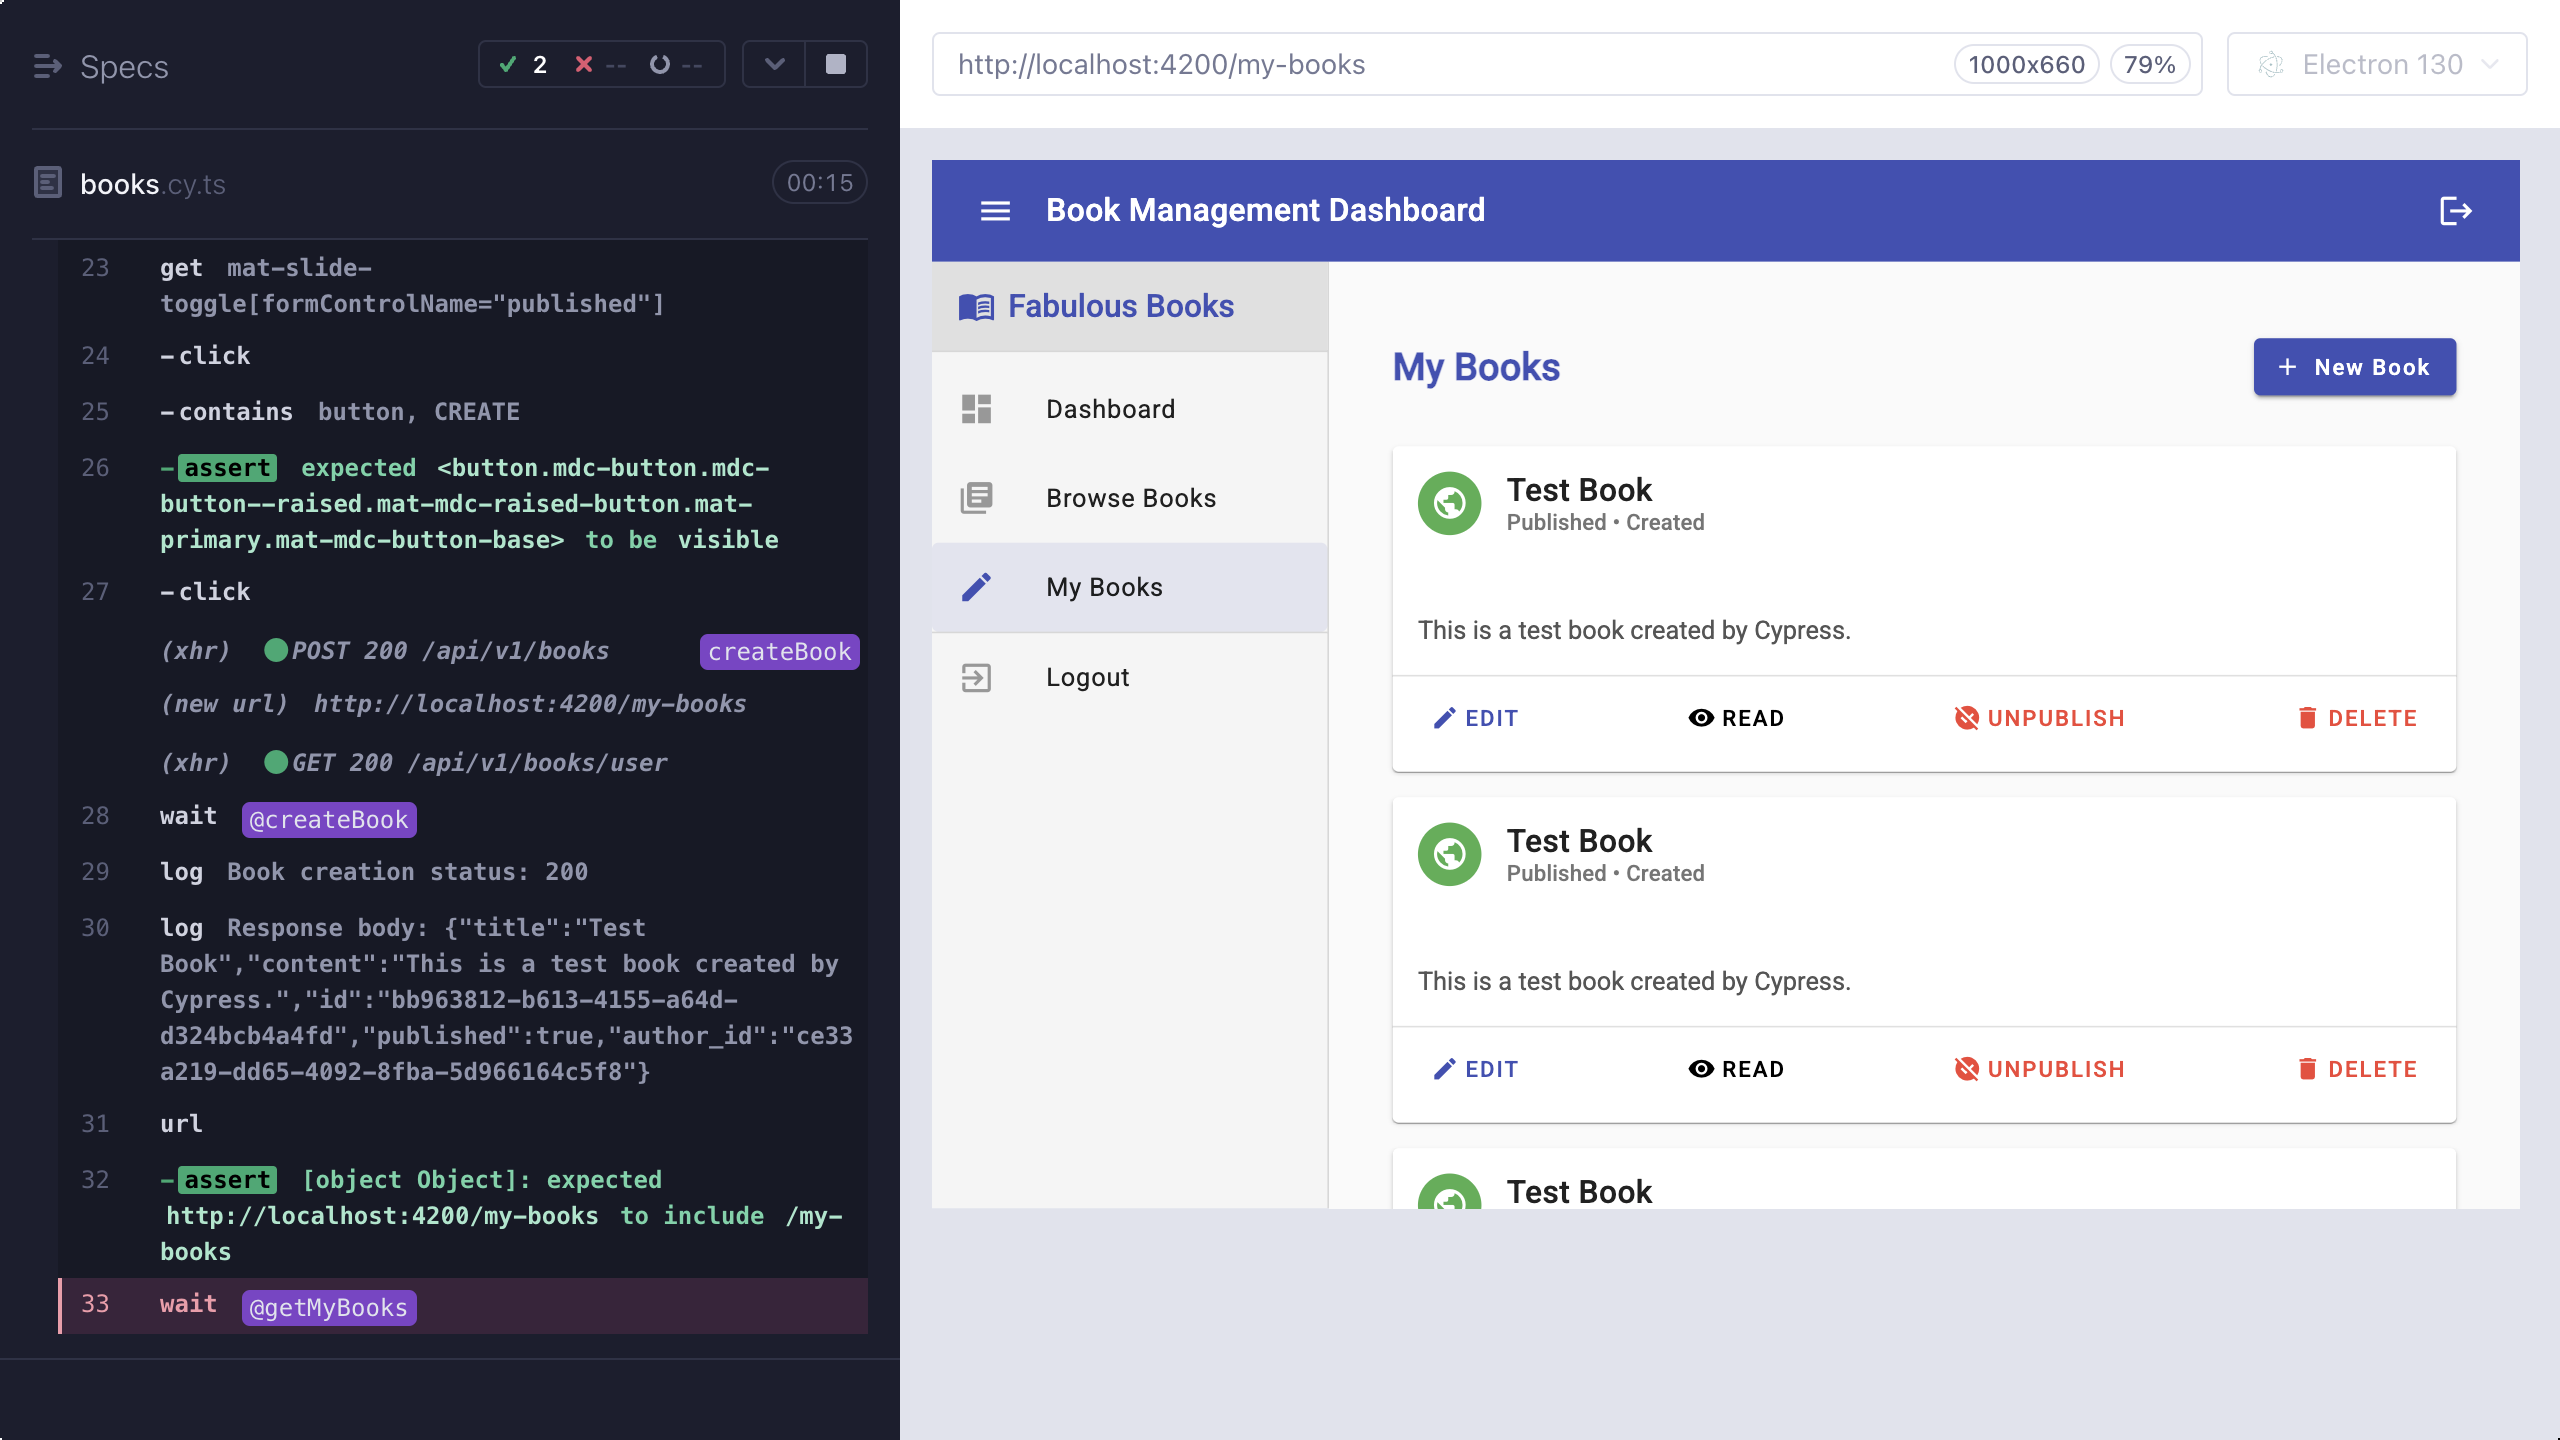 Specs
2 -- --
books.cy.ts
00:15
23 get mat-slide-
toggle[formControlName="published"]
24 -click
25 -contains button, CREATE
26 -assert expected <button.mdc-button.mdc-
button--raised.mat-mdc-raised-button.mat-
primary.mat-mdc-button-base> to be visible
27 -click
(xhr) POST 200 /api/v1/books createBook
(new url) http://localhost:4200/my-books
(xhr) GET 200 /api/v1/books/user
28 wait @createBook
29 log Book creation status: 200
30 log Response body: {"title":"Test
Book","content":"This is a test book created by
Cypress.","id":"bb963812-b613-4155-a64d-
d324bcb4a4fd","published":true,"author_id":"ce33
a219-dd65-4092-8fba-5d966164c5f8"}
31 url
32 -assert [object Object]: expected
http://localhost:4200/my-books to include /my-
books
33 wait @getMyBooks
http://localhost:4200/my-books
1000x660
79%
Electron 130
Book Management Dashboard
Fabulous Books
Dashboard
Browse Books
My Books
Logout
My Books
+ New Book
Test Book
Published • Created
This is a test book created by Cypress.
EDIT READ UNPUBLISH DELETE
Test Book
Published • Created
This is a test book created by Cypress.
EDIT READ UNPUBLISH DELETE
Test Book